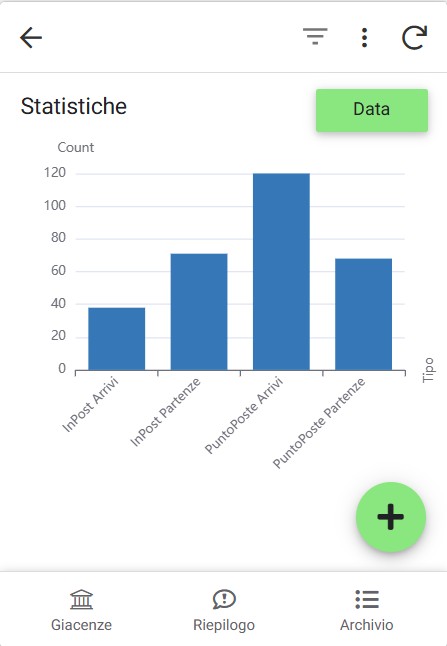 Statistiche
Data
Count
120
100
80
60
40
20
0
Tipo
InPost Arrivi
InPost Partenze
PuntoPoste Arrivi
PuntoPoste Partenze
Giacenze
Riepilogo
Archivio